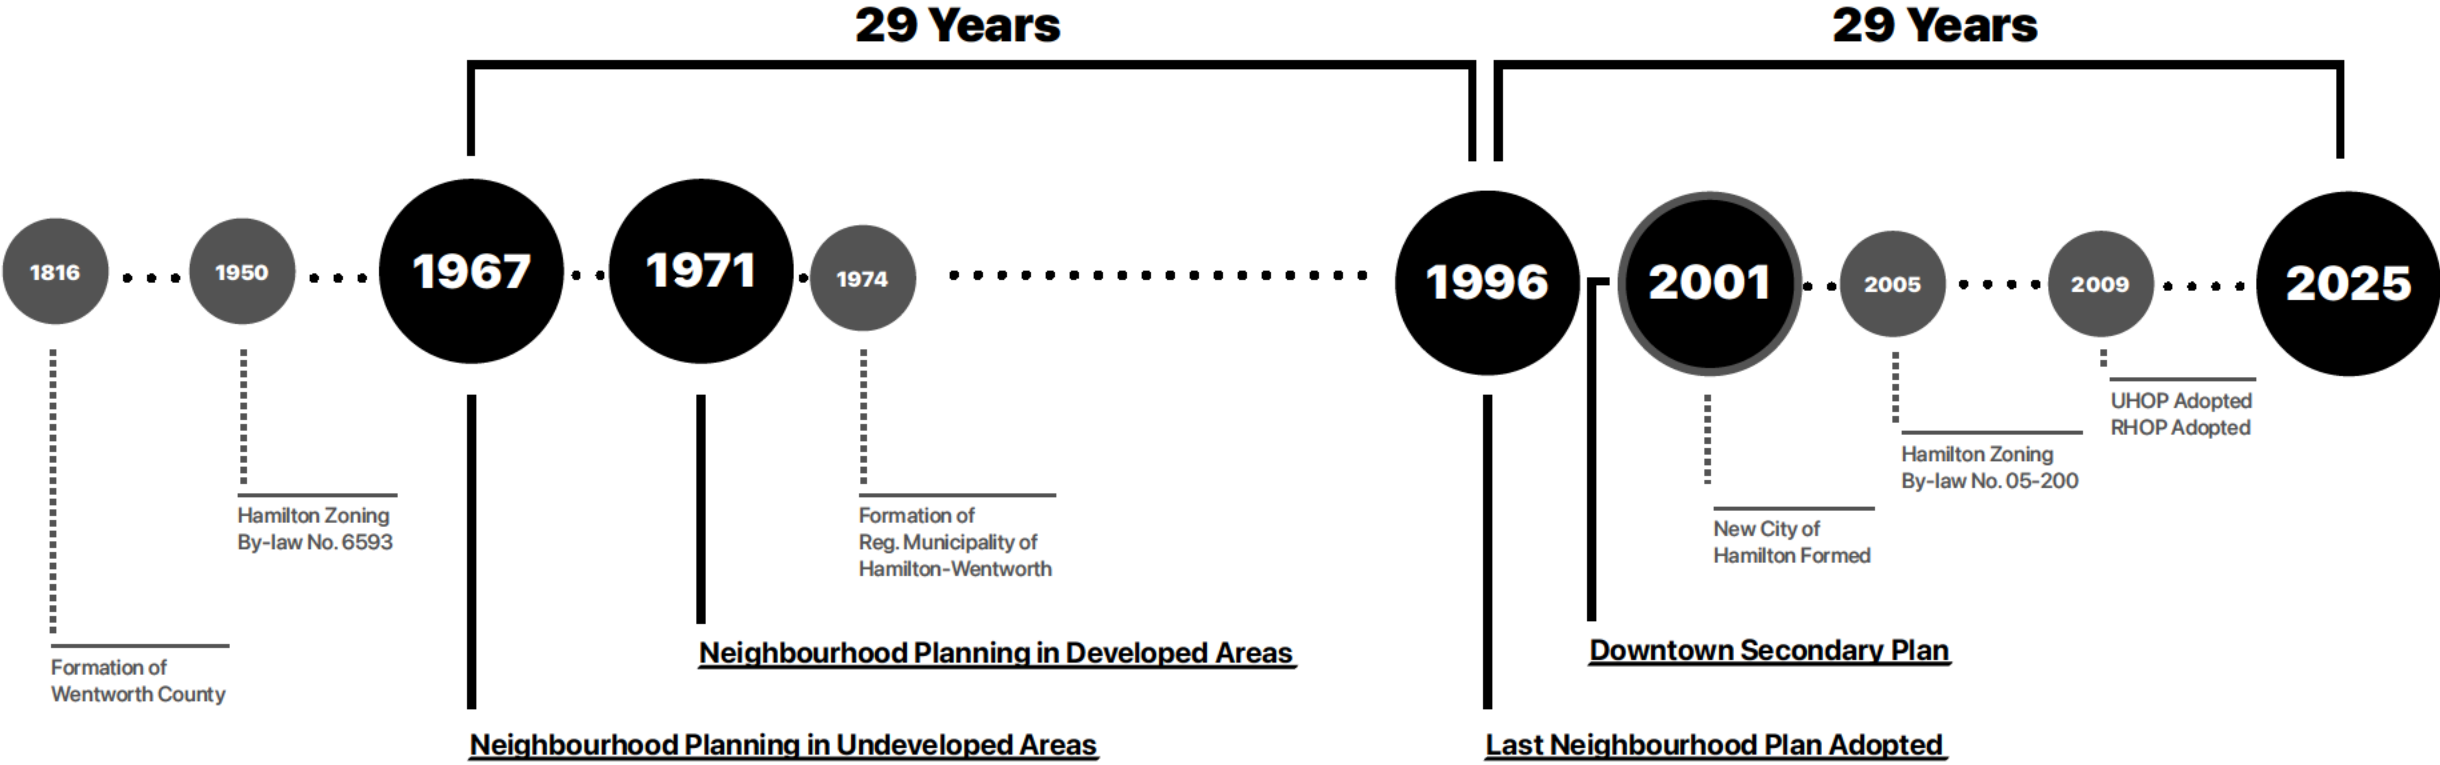 29 Years
29 Years
1816
1950
1967
1971
1974
1996
2001
2005
2009
2025
UHOP Adopted
RHOP Adopted
Hamilton Zoning
By-law No. 05-200
Hamilton Zoning
By-law No. 6593
Formation of
Reg. Municipality of
Hamilton-Wentworth
New City of
Hamilton Formed
Neighbourhood Planning in Developed Areas
Downtown Secondary Plan
Formation of
Wentworth County
Neighbourhood Planning in Undeveloped Areas
Last Neighbourhood Plan Adopted